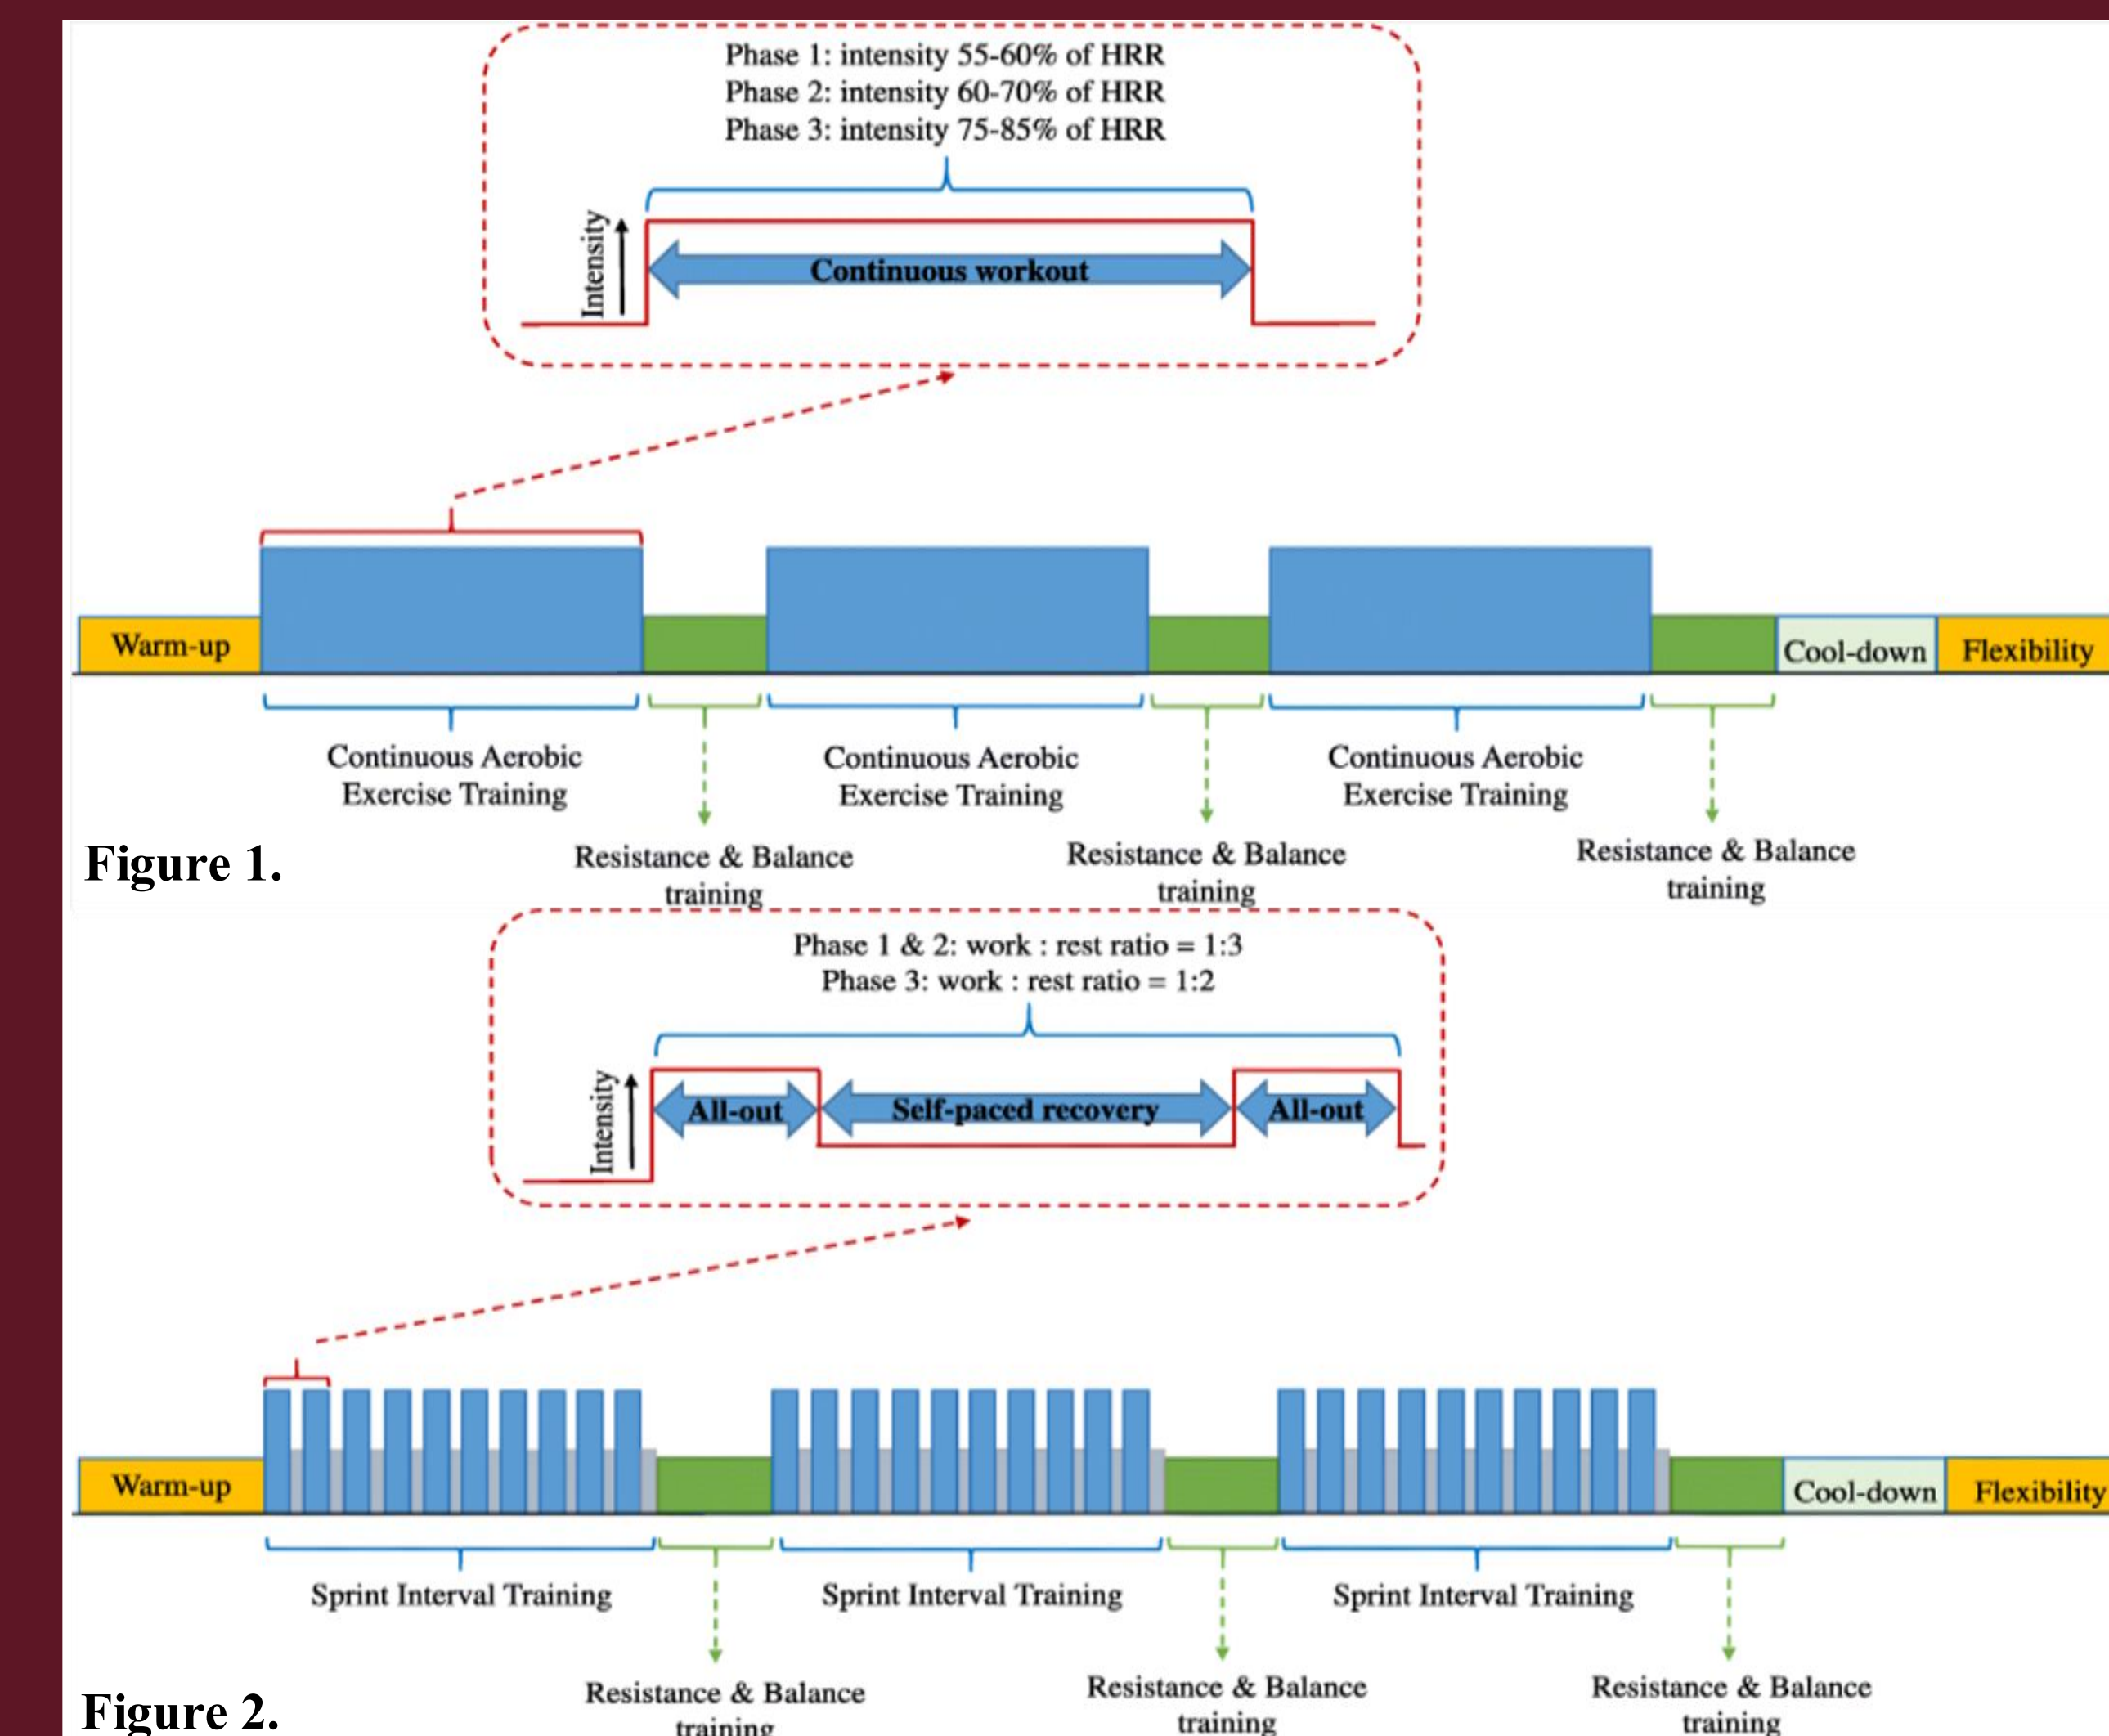 Phase 1: intensity 55-60% of HRR
Phase 2: intensity 60-70% of HRR
Phase 3: intensity 75-85% of HRR
Intensity
Continuous workout
Warm-up
Cool-down
Flexibility
Continuous Aerobic
Exercise Training
Continuous Aerobic
Exercise Training
Continuous Aerobic
Exercise Training
Resistance & Balance
training
Resistance & Balance
training
Resistance & Balance
training
Figure 1.
Phase 1 & 2: work : rest ratio = 1:3
Phase 3: work : rest ratio = 1:2
Intensity
All-out
Self-paced recovery
All-out
Warm-up
Cool-down
Flexibility
Sprint Interval Training
Sprint Interval Training
Sprint Interval Training
Resistance & Balance
training
Resistance & Balance
training
Resistance & Balance
training
Figure 2.